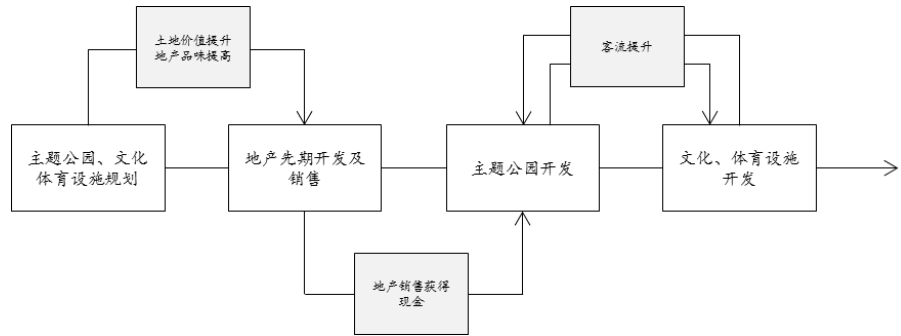 土地价值提升
地产品味提高
客流提升
主题公园、文化
体育设施规划
地产先期开发及
销售
主题公园开发
文化、体育设施
开发
地产销售获得
现金